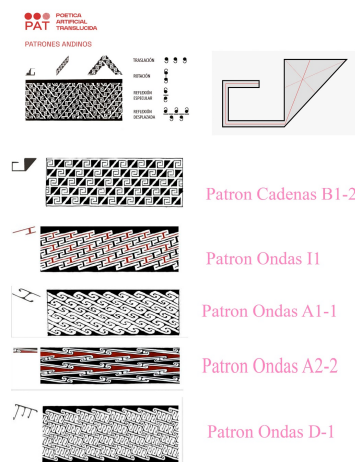 PAT
POETICA
ARTIFICIAL
TRANSLUCIDA
PATRONES ANDINOS
TRASLACIÓN
ROTACIÓN
REFLEXIÓN
ESPECULAR
REFLEXIÓN
DESPLAZADA
Patron Cadenas B1-2
Patron Ondas I1
Patron Ondas A1-1
Patron Ondas A2-2
Patron Ondas D-1